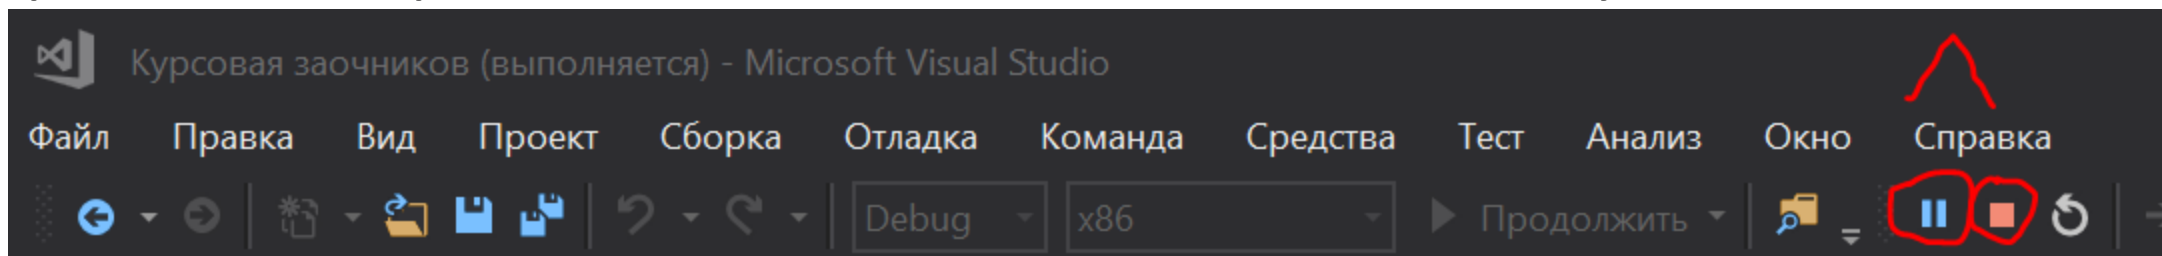 Курсовая заочников (выполняется) - Microsoft Visual Studio
Файл Правка Вид Проект Сборка Отладка Команда Средства Тест Анализ Окно Справка
Debug x86 Продолжить